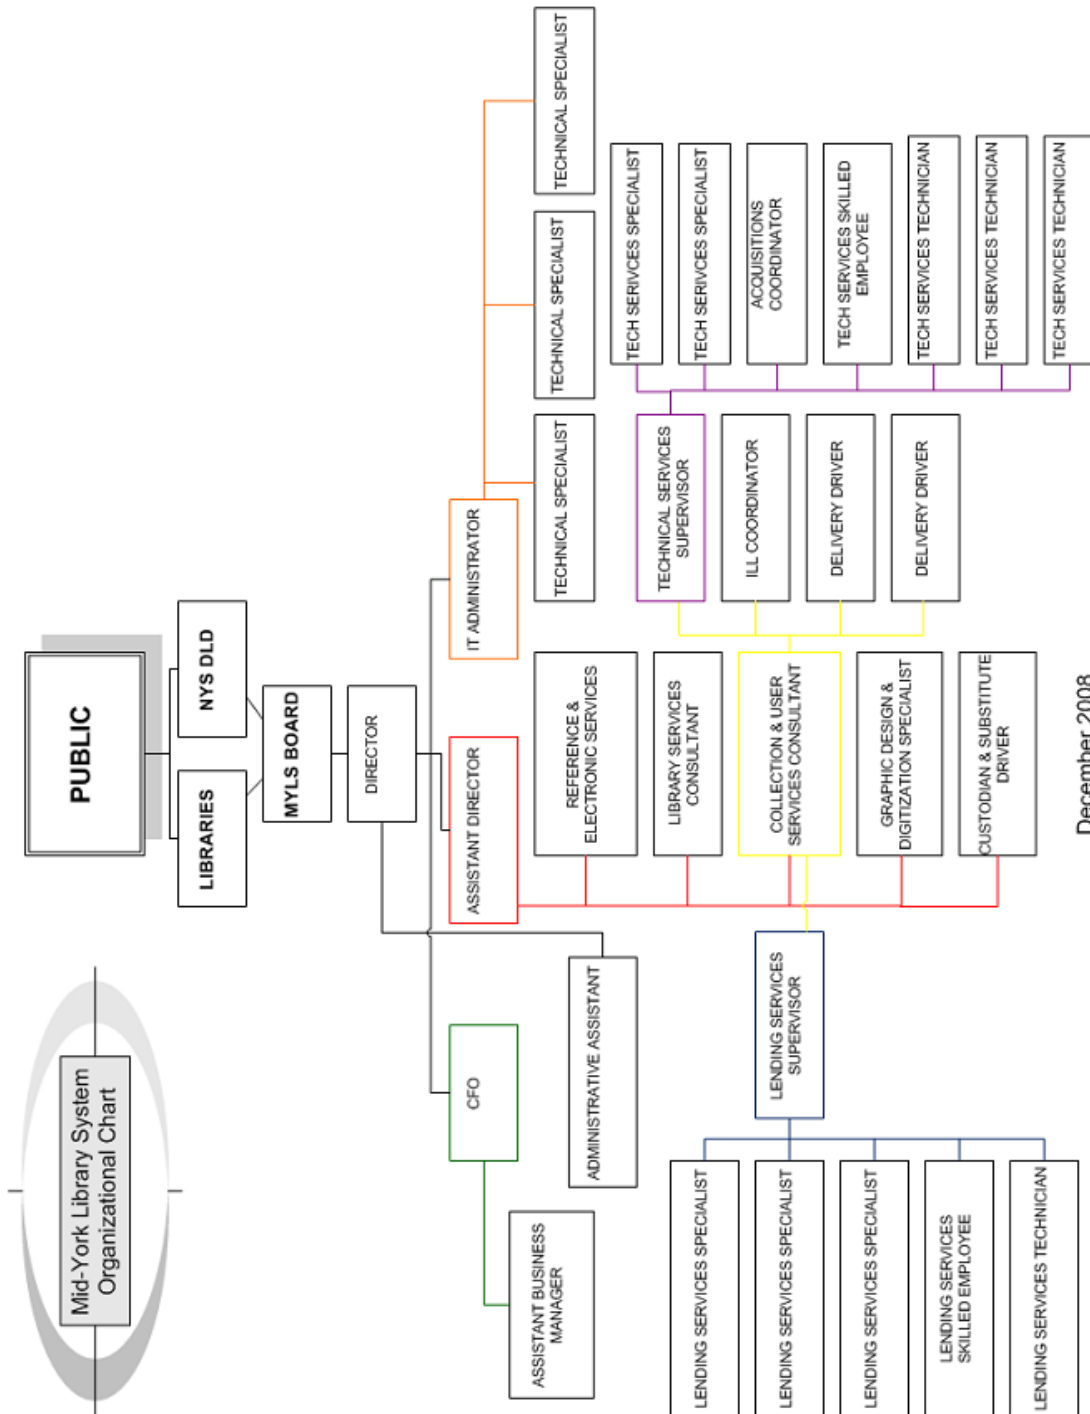 Mid-York Library System
Organizational Chart
PUBLIC
LIBRARIES
NYS DLD
MYLS BOARD
DIRECTOR
CFO
ASSISTANT DIRECTOR
IT ADMINISTRATOR
ASSISTANT BUSINESS
MANAGER
ADMINISTRATIVE ASSISTANT
TECHNICAL SPECIALIST
TECHNICAL SPECIALIST
TECHNICAL SPECIALIST
REFERENCE &
ELECTRONIC SERVICES
LIBRARY SERVICES
CONSULTANT
COLLECTION & USER
SERVICES CONSULTANT
GRAPHIC DESIGN &
DIGITIZATION SPECIALIST
CUSTODIAN & SUBSTITUTE
DRIVER
TECHNICAL SERVICES
SUPERVISOR
ILL COORDINATOR
DELIVERY DRIVER
DELIVERY DRIVER
TECH SERIVCES SPECIALIST
TECH SERIVCES SPECIALIST
ACQUISITIONS
COORDINATOR
TECH SERVICES SKILLED
EMPLOYEE
TECH SERVICES TECHNICIAN
TECH SERVICES TECHNICIAN
TECH SERVICES TECHNICIAN
LENDING SERVICES
SUPERVISOR
LENDING SERVICES SPECIALIST
LENDING SERVICES SPECIALIST
LENDING SERVICES SPECIALIST
LENDING SERVICES
SKILLED EMPLOYEE
LENDING SERVICES TECHNICIAN
December 2008